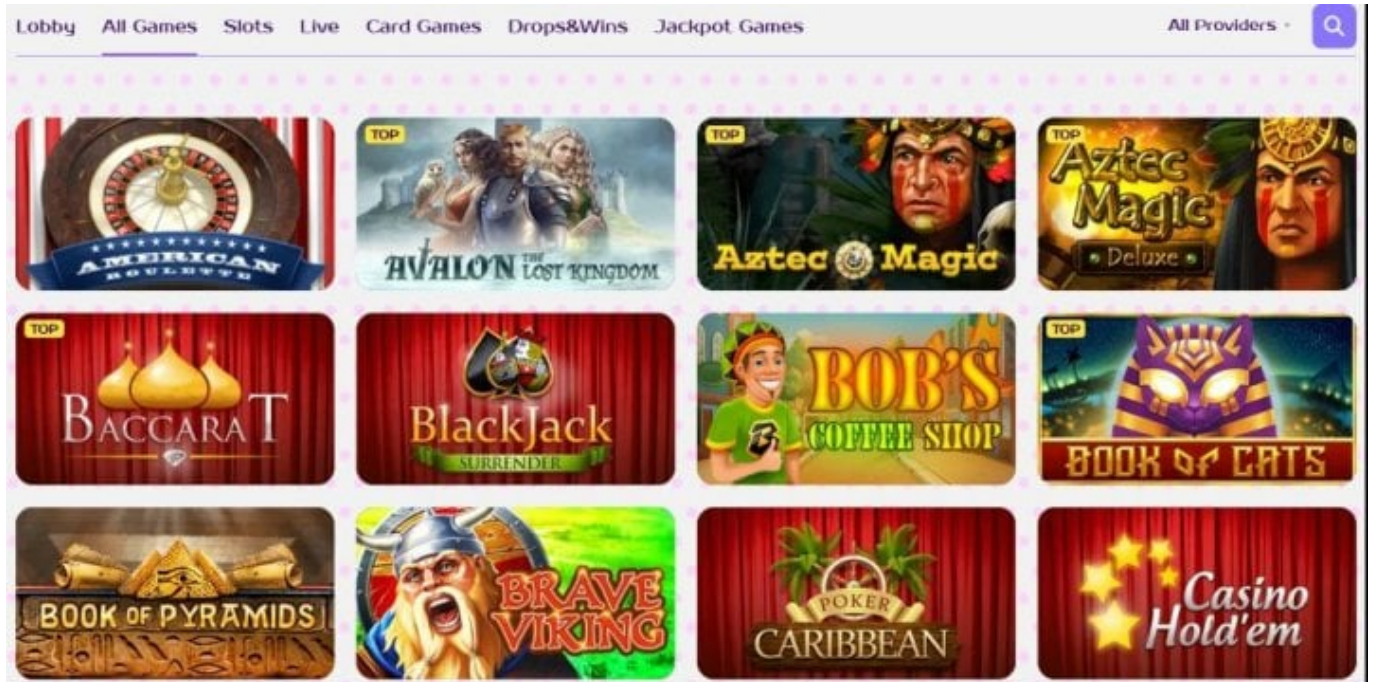 Lobby All Games Slots Live Card Games Drops&Wins Jackpot Games All Providers
AMERICAN
ROULETTE
TOP
AVALON THE LOST KINGDOM
TOP
Aztec Magic
TOP
Aztec
Magic
Deluxe
TOP
BACCARAT
BlackJack
SURRENDER
BOB'S
COFFEE SHOP
TOP
BOOK OF CATS
BOOK OF PYRAMIDS
BRAVE
VIKING
POKER
CARIBBEAN
Casino
Hold'em